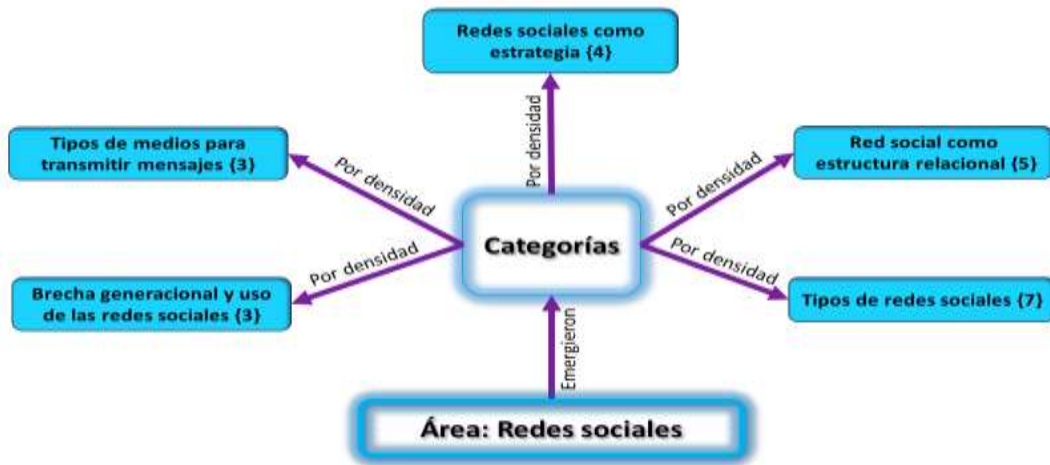 Redes sociales como
estrategia {4}
Tipos de medios para
transmitir mensajes {3}
Por densidad
Por densidad
Por densidad
Red social como
estructura relacional {5}
Categorías
Brecha generacional y uso
de las redes sociales {3}
Por densidad
Por densidad
Tipos de redes sociales {7}
Emergieron
Área: Redes sociales